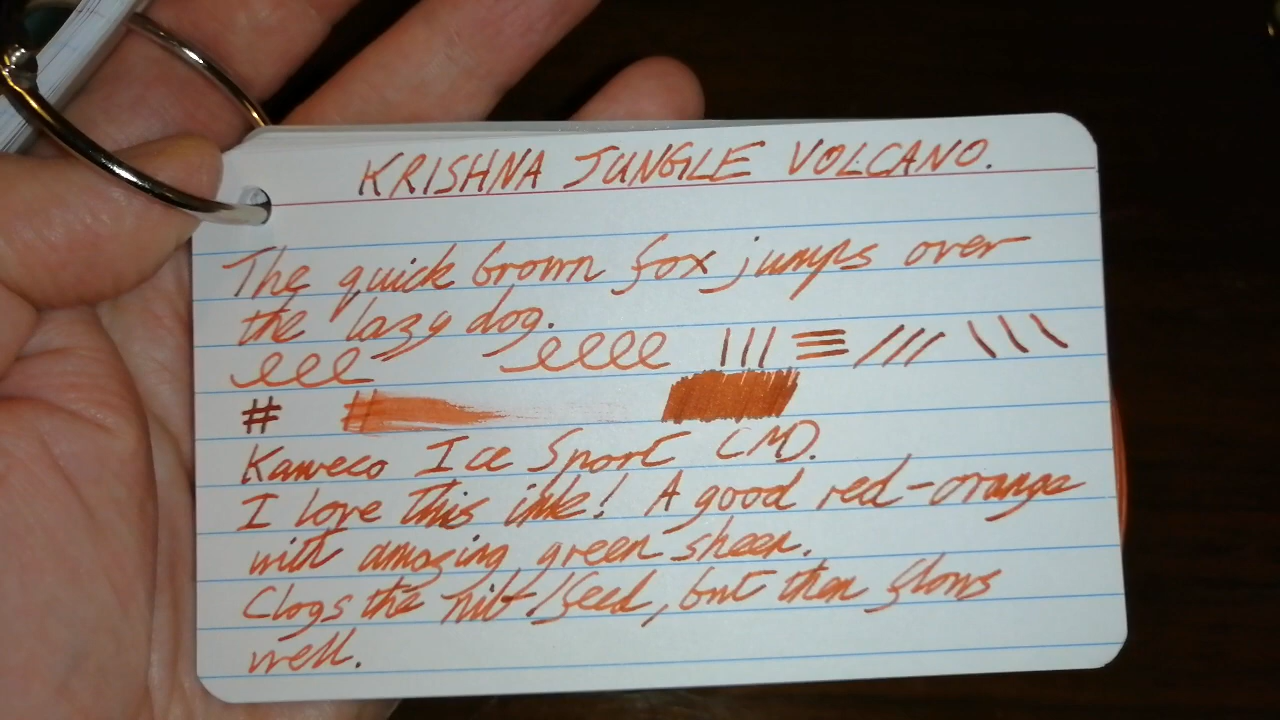 KRISHNA JUNGLE VOLCANO.
The quick brown fox jumps over
the lazy dog.
#
Kaweco Ice Sport CMD.
I love this ink! A good red-orange
with amazing green sheen.
Clogs the nib/feed, but then flows
well.